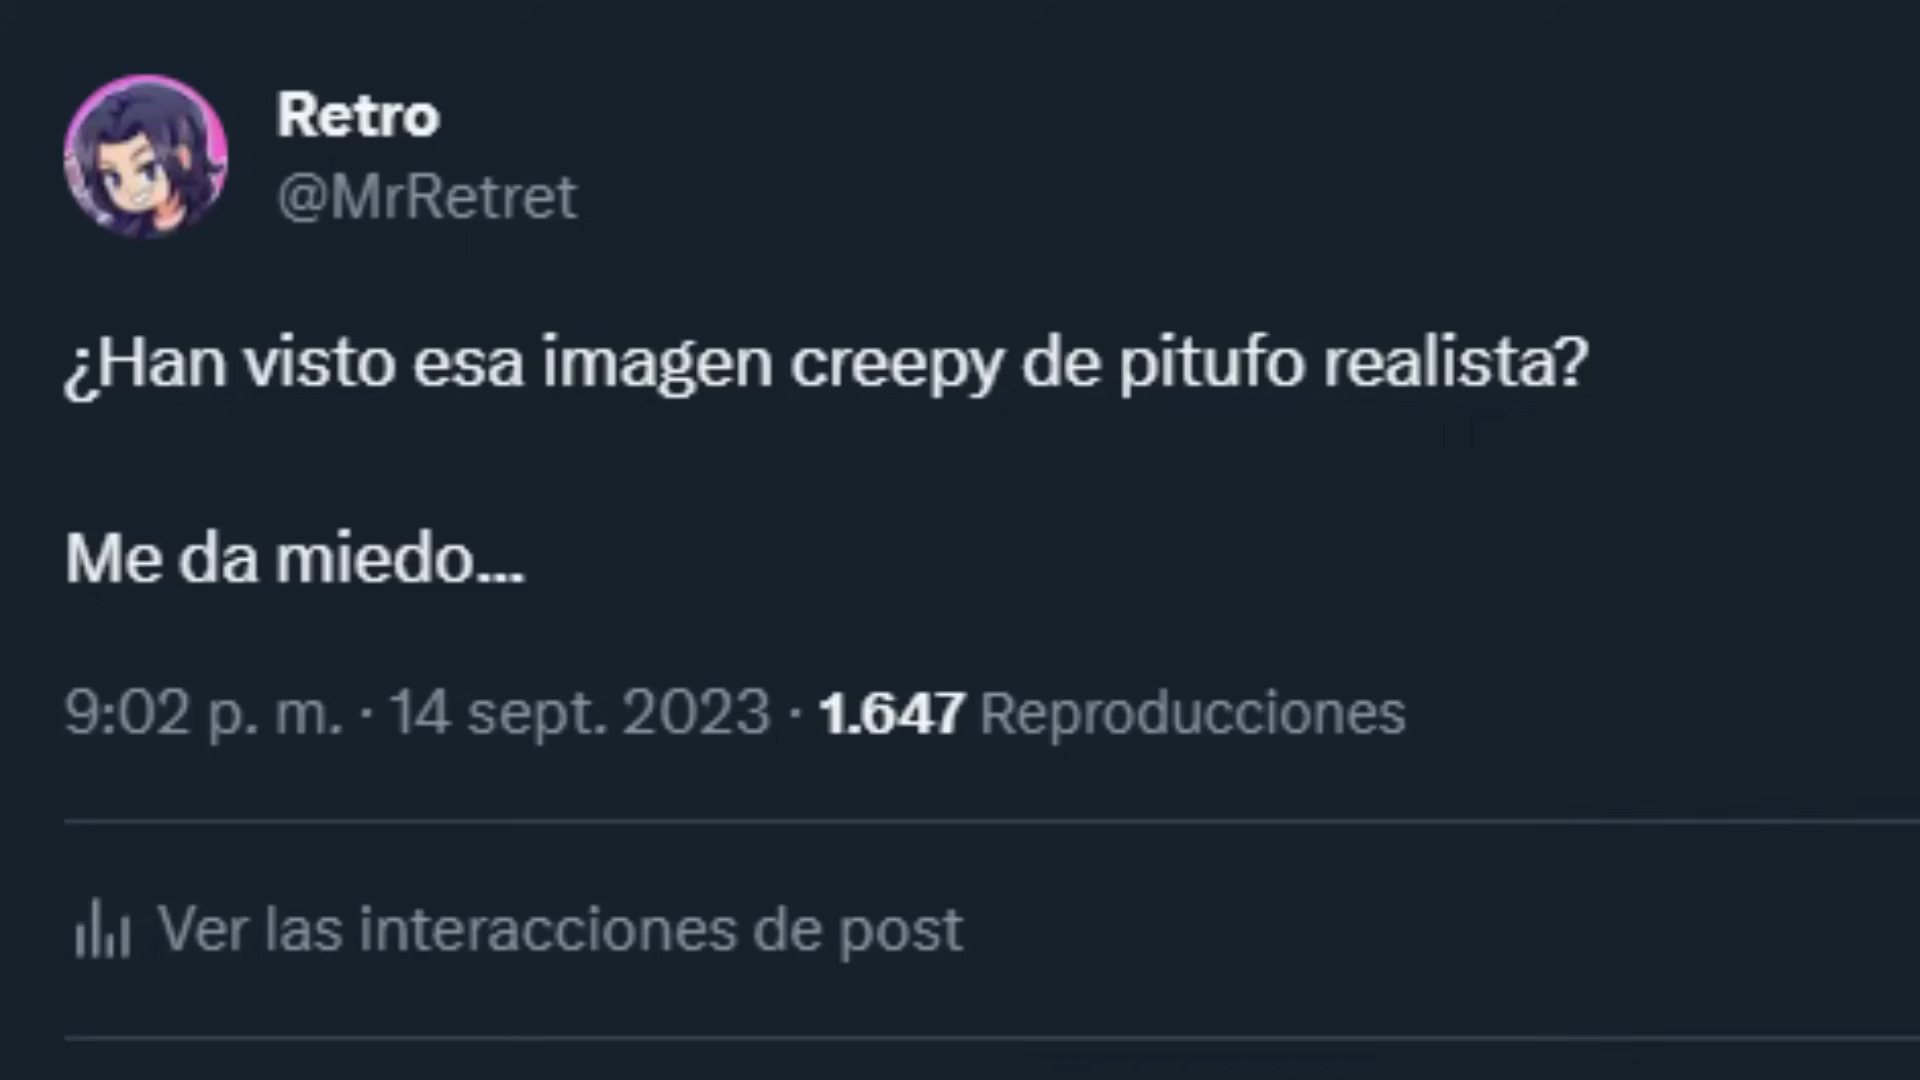 Retro
@MrRetret
¿Han visto esa imagen creepy de pitufo realista?
Me da miedo...
9:02 p. m. · 14 sept. 2023 · 1.647 Reproducciones
Ver las interacciones de post